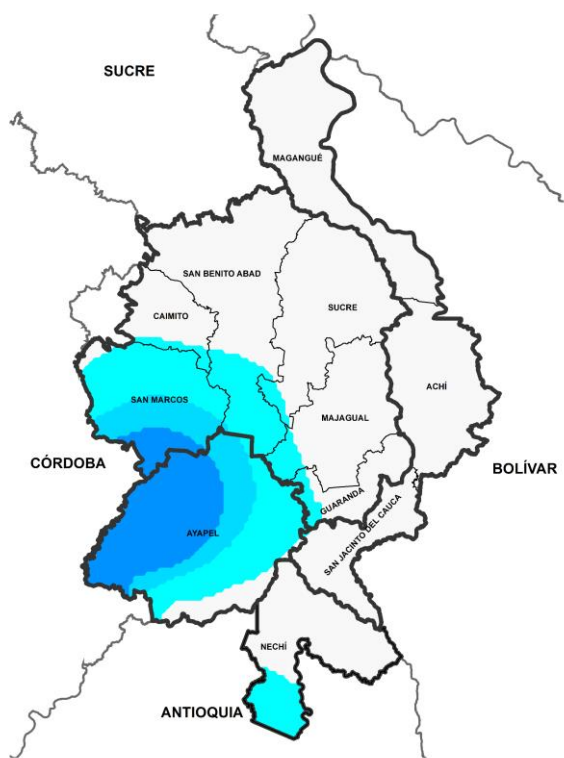 SUCRE
MAGANGUÉ
SAN BENITO ABAD
CAIMITO
SUCRE
ACHÍ
SAN MARCOS
MAJAGUAL
CÓRDOBA
BOLÍVAR
GUARANDA
AYAPEL
SAN JACINTO DEL CAUCA
NECHÍ
ANTIOQUIA